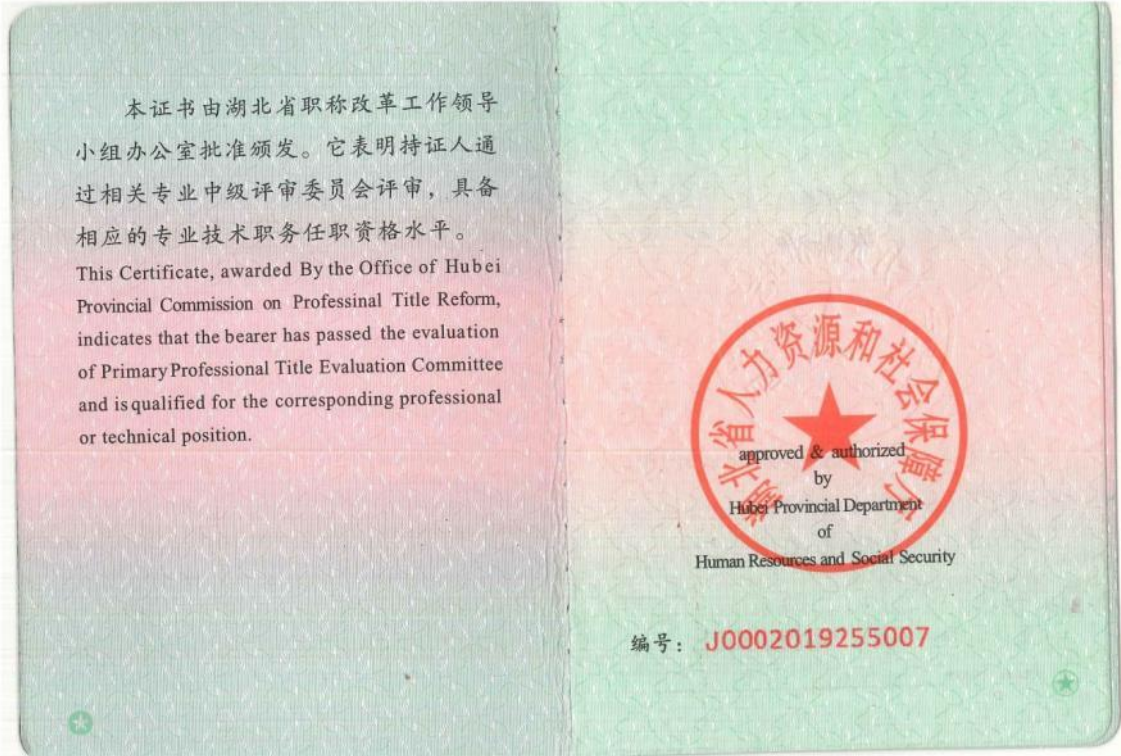 本证书由湖北省职称改革工作领导
小组办公室批准颁发。它表明持证人通
过相关专业中级评审委员会评审，具备
相应的专业技术职务任职资格水平。
This Certificate, awarded By the Office of Hubei
Provincial Commission on Professinal Title Reform,
indicates that the bearer has passed the evaluation
of Primary Professional Title Evaluation Committee
and is qualified for the corresponding professional
or technical position.
湖北省人力资源和社会保障厅
approved & authorized
by
Hubei Provincial Department
of
Human Resources and Social Security
编号：J0002019255007